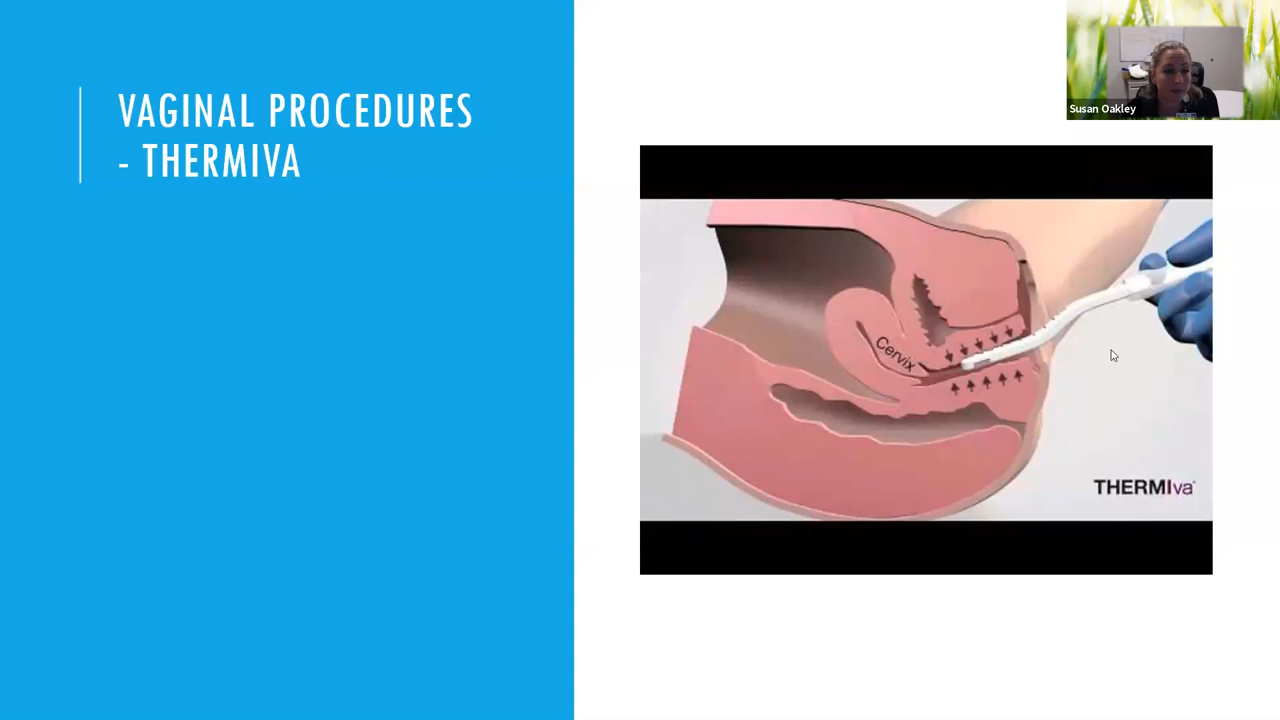 VAGINAL PROCEDURES
- THERMIVA
Susan Oakley
Cervix
THERMIva